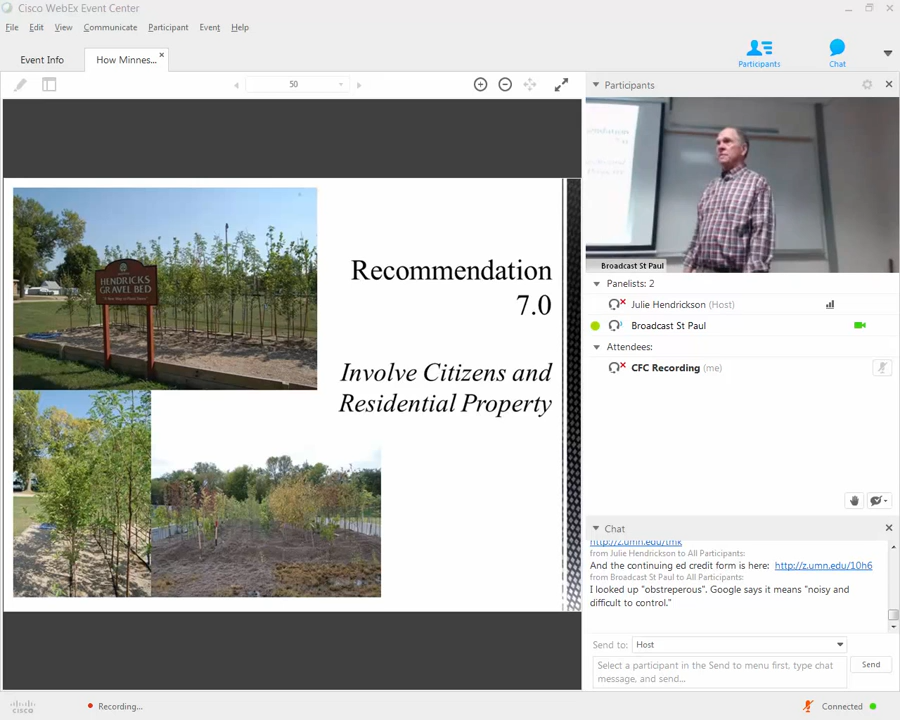 Cisco WebEx Event Center
File Edit View Communicate Participant Event Help
Event Info
How Minnes...
Participants
Chat
50
Participants
HENDRICKS
GRAVEL BED
Recommendation
7.0
Involve Citizens and
Residential Property
Broadcast St Paul
Panelists: 2
Julie Hendrickson (Host)
Broadcast St Paul
Attendees:
CFC Recording (me)
Chat
http://z.umn.edu/tmk
from Julie Hendrickson to All Participants:
And the continuing ed credit form is here: http://z.umn.edu/10h6
from Broadcast St Paul to All Participants:
I looked up "obstreperous". Google says it means "noisy and
difficult to control."
Send to: Host
Select a participant in the Send to menu first, type chat
message, and send...
Send
cisco
Recording...
Connected